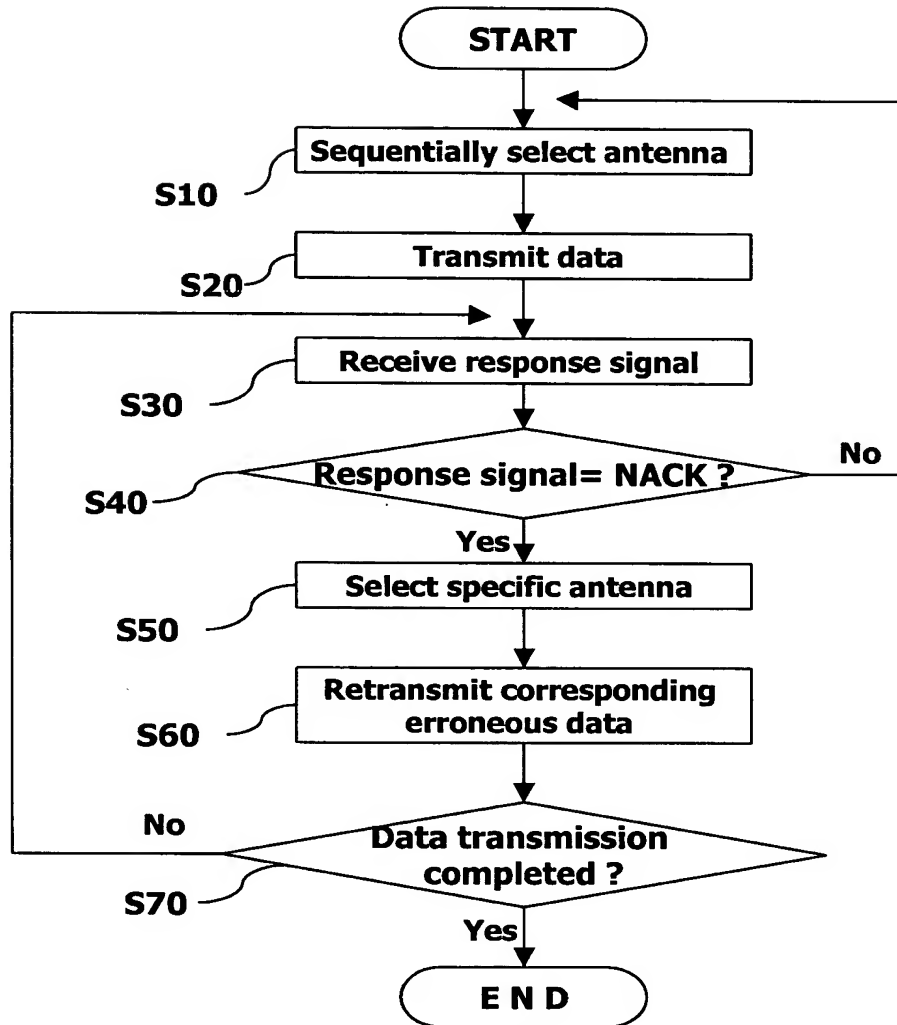 START
Sequentially select antenna
S10
Transmit data
S20
Receive response signal
S30
Response signal= NACK ?
No
S40
Yes
Select specific antenna
S50
Retransmit corresponding
erroneous data
S60
No
Data transmission
completed ?
S70
Yes
E N D